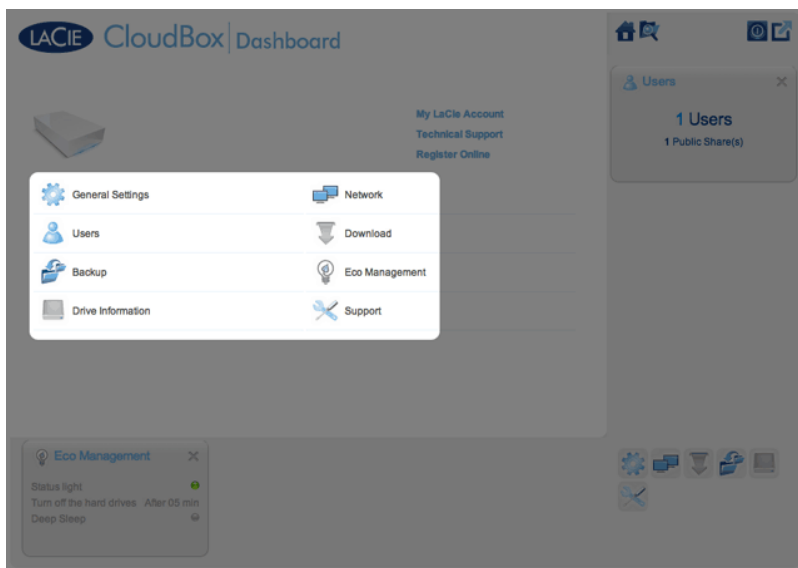 LACIE CloudBox Dashboard
Users
1 Users
1 Public Share(s)
My LaCie Account
Technical Support
Register Online
General Settings
Network
Users
Download
Backup
Eco Management
Drive Information
Support
Eco Management
Status light
Turn off the hard drives After 05 min
Deep Sleep